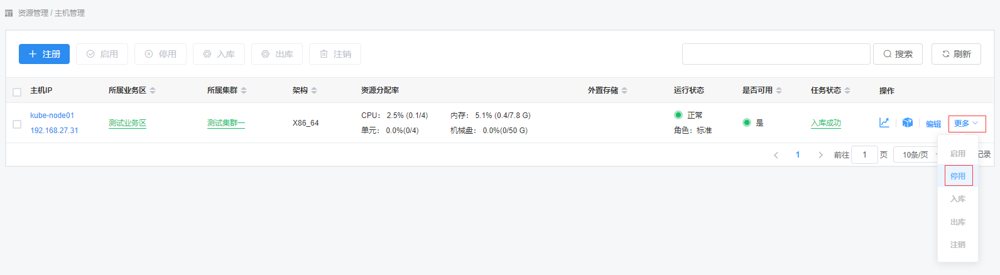 资源管理 / 主机管理
注册 启用 停用 入库 出库 注销 搜索 刷新
主机IP 所属业务区 所属集群 架构 资源分配率 外置存储 运行状态 是否可用 任务状态 操作
kube-node01 CPU： 2.5% (0.1/4) 内存： 5.1% (0.4/7.8 G) 正常
测试业务区 测试集群一 X86_64 是 入库成功 编辑 更多
192.168.27.31 单元： 0.0%(0/4) 机械盘： 0.0%(0/50 G) 角色：标准
1 前往 1 页 10条/页 记录
启用
停用
入库
出库
注销